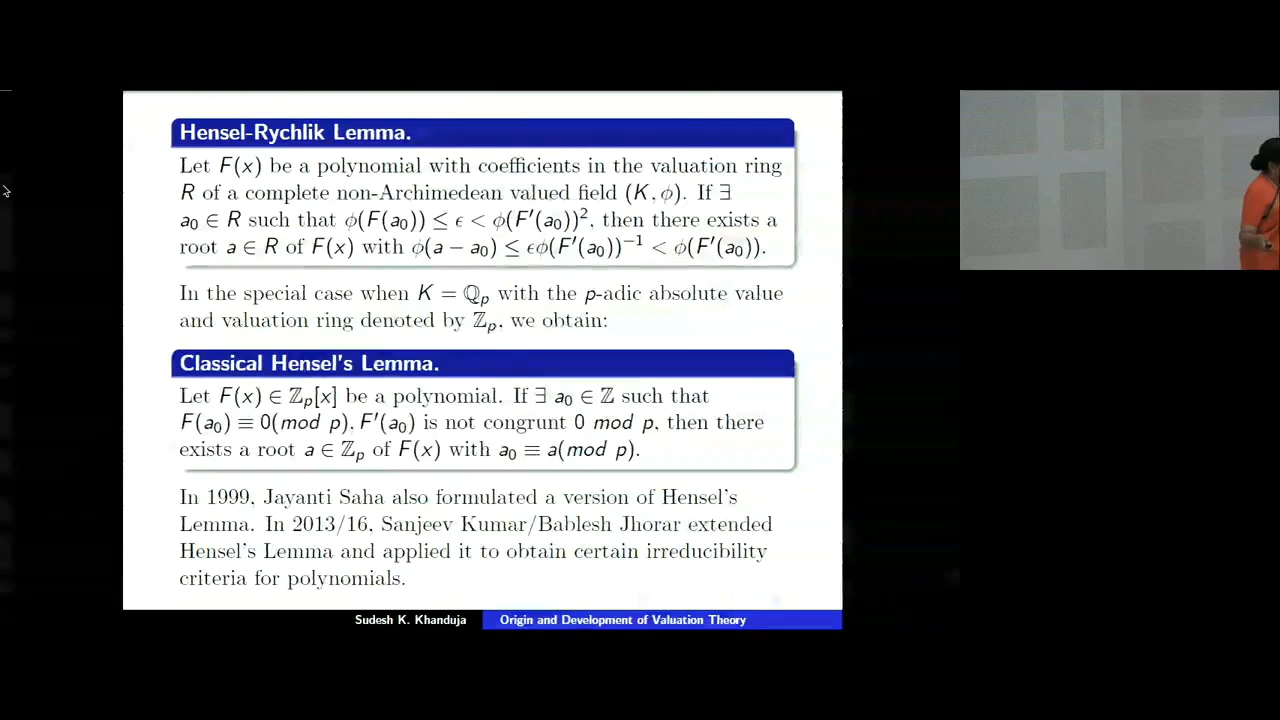 Hensel-Rychlik Lemma.
Let F(x) be a polynomial with coefficients in the valuation ring
R of a complete non-Archimedean valued field (K, ϕ). If ∃
a₀ ∈ R such that ϕ(F(a₀)) ≤ ϵ < ϕ(F′(a₀))², then there exists a
root a ∈ R of F(x) with ϕ(a − a₀) ≤ ϵϕ(F′(a₀))⁻¹ < ϕ(F′(a₀)).
In the special case when K = ℚₚ with the p-adic absolute value
and valuation ring denoted by ℤₚ, we obtain:
Classical Hensel's Lemma.
Let F(x) ∈ ℤₚ[x] be a polynomial. If ∃ a₀ ∈ ℤ such that
F(a₀) ≡ 0(mod p), F′(a₀) is not congrunt 0 mod p, then there
exists a root a ∈ ℤₚ of F(x) with a₀ ≡ a(mod p).
In 1999, Jayanti Saha also formulated a version of Hensel's
Lemma. In 2013/16, Sanjeev Kumar/Bablesh Jhorar extended
Hensel's Lemma and applied it to obtain certain irreducibility
criteria for polynomials.
Sudesh K. Khanduja Origin and Development of Valuation Theory